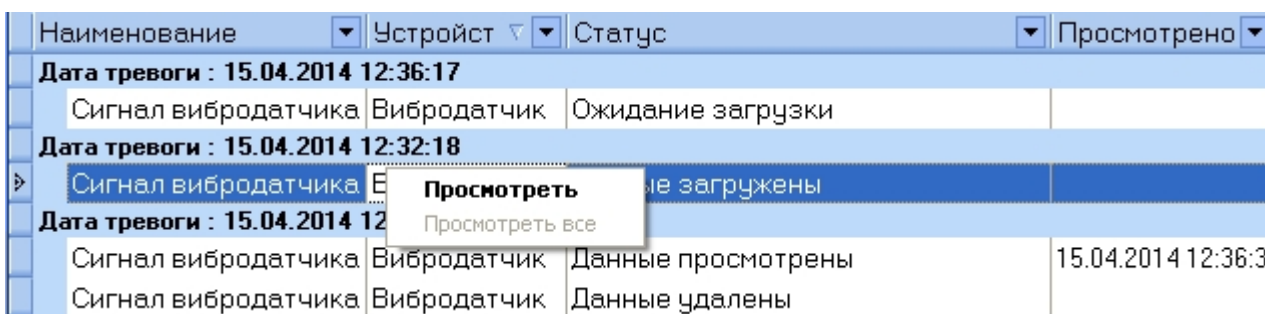 Наименование Устройст Статус Просмотрено
Дата тревоги : 15.04.2014 12:36:17
Сигнал вибродатчика Вибродатчик Ожидание загрузки
Дата тревоги : 15.04.2014 12:32:18
Сигнал вибродатчика Просмотреть загружены
Дата тревоги : 15.04.2014 12 Просмотреть все
Сигнал вибродатчика Вибродатчик Данные просмотрены 15.04.2014 12:36:3
Сигнал вибродатчика Вибродатчик Данные удалены